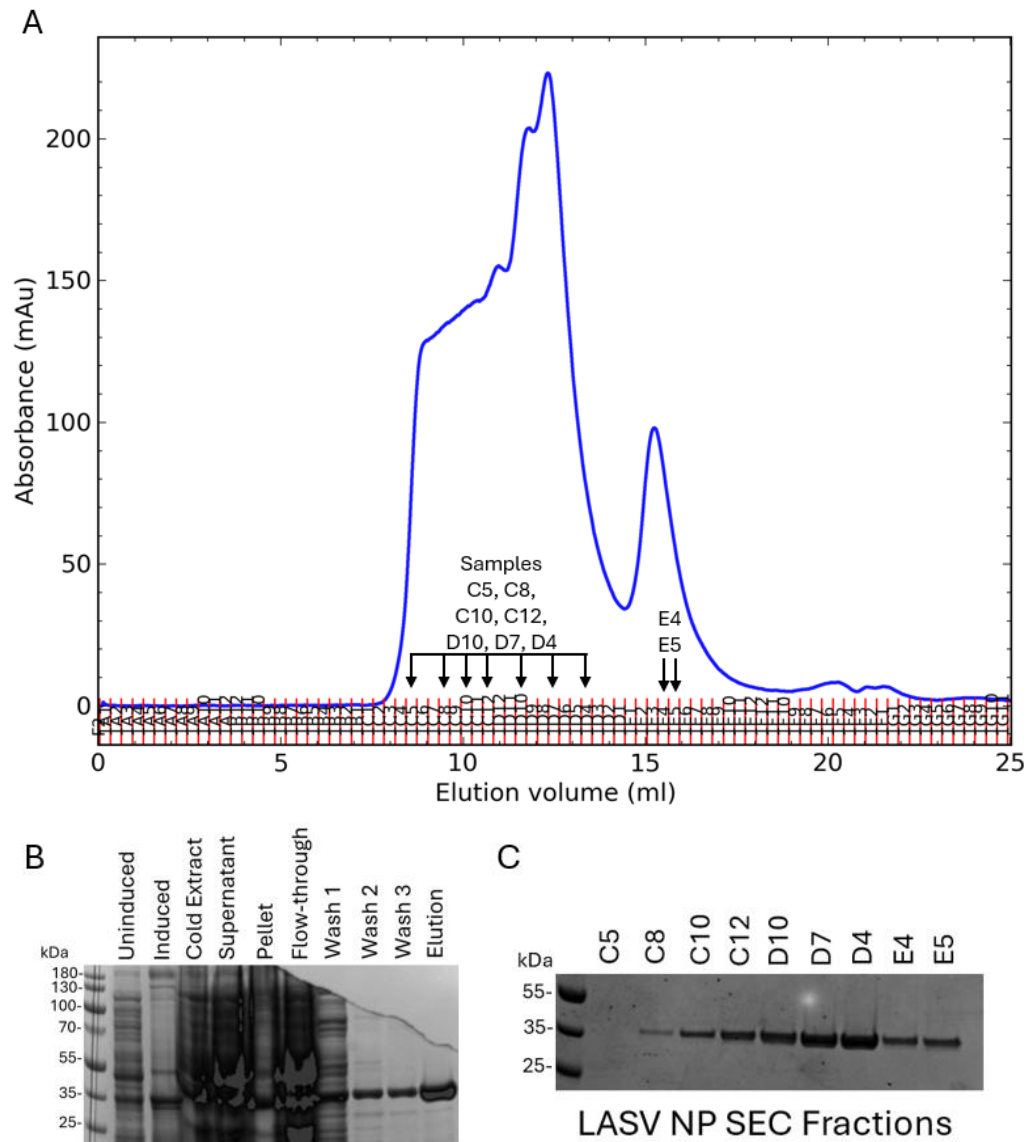 A
Absorbance (mAu)
200
150
100
50
0
Samples
C5, C8,
C10, C12,
D10, D7, D4
E4
E5
0 5 10 15 20 25
Elution volume (ml)
B
kDa
Uninduced
Induced
Cold Extract
Supernatant
Pellet
Flow-through
Wash 1
Wash 2
Wash 3
Elution
180-
130-
100-
70-
55-
35-
25-
C
kDa
C5
C8
C10
C12
D10
D7
D4
E4
E5
55-
35-
25-
LASV NP SEC Fractions